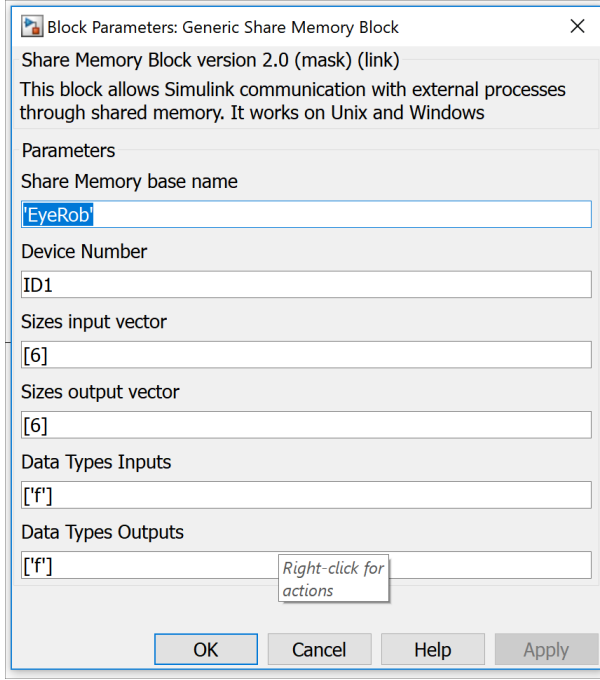 Block Parameters: Generic Share Memory Block
Share Memory Block version 2.0 (mask) (link)
This block allows Simulink communication with external processes
through shared memory. It works on Unix and Windows
Parameters
Share Memory base name
'EyeRob'
Device Number
ID1
Sizes input vector
[6]
Sizes output vector
[6]
Data Types Inputs
['f']
Data Types Outputs
['f']
Right-click for
actions
OK Cancel Help Apply